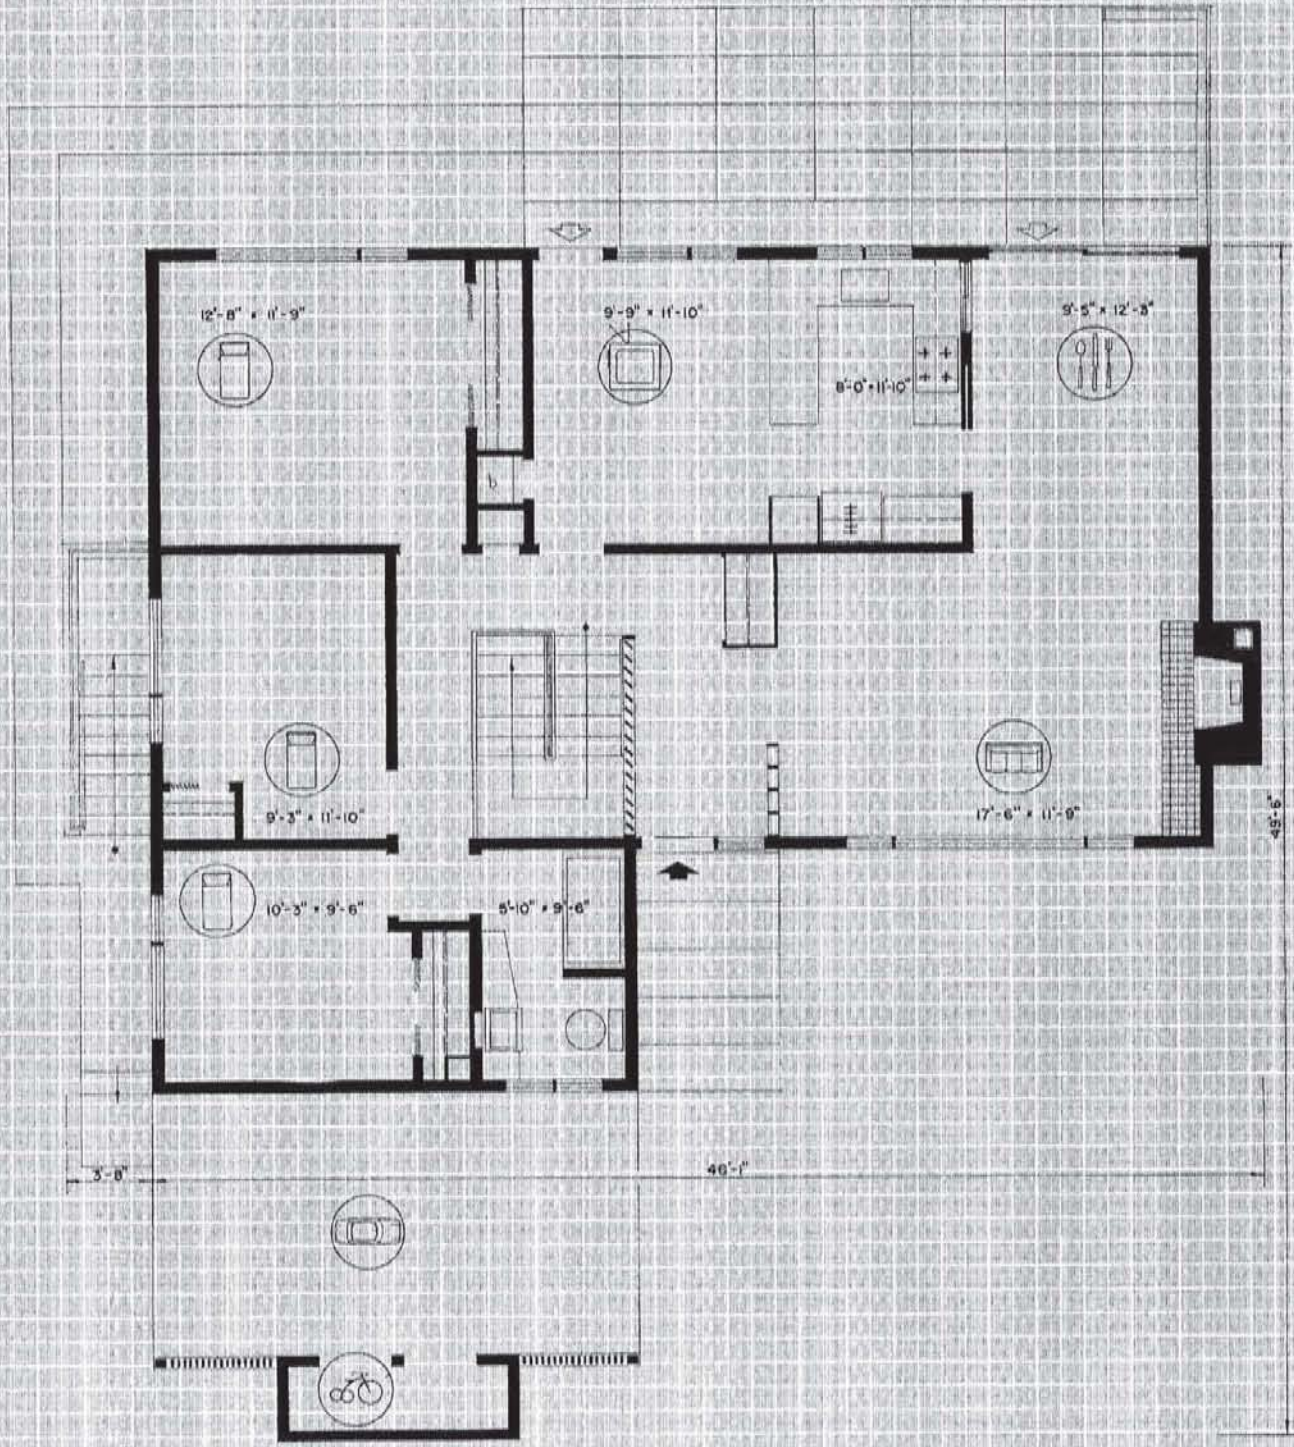 12'-8" × 11'-9"
9'-9" × 11'-10"
9'-5" × 12'-3"
8'-0" × 11'-10"
b
9'-3" × 11'-10"
17'-6" × 11'-9"
49'-6"
10'-3" × 9'-6"
5'-10" × 9'-6"
3'-8"
46'-1"